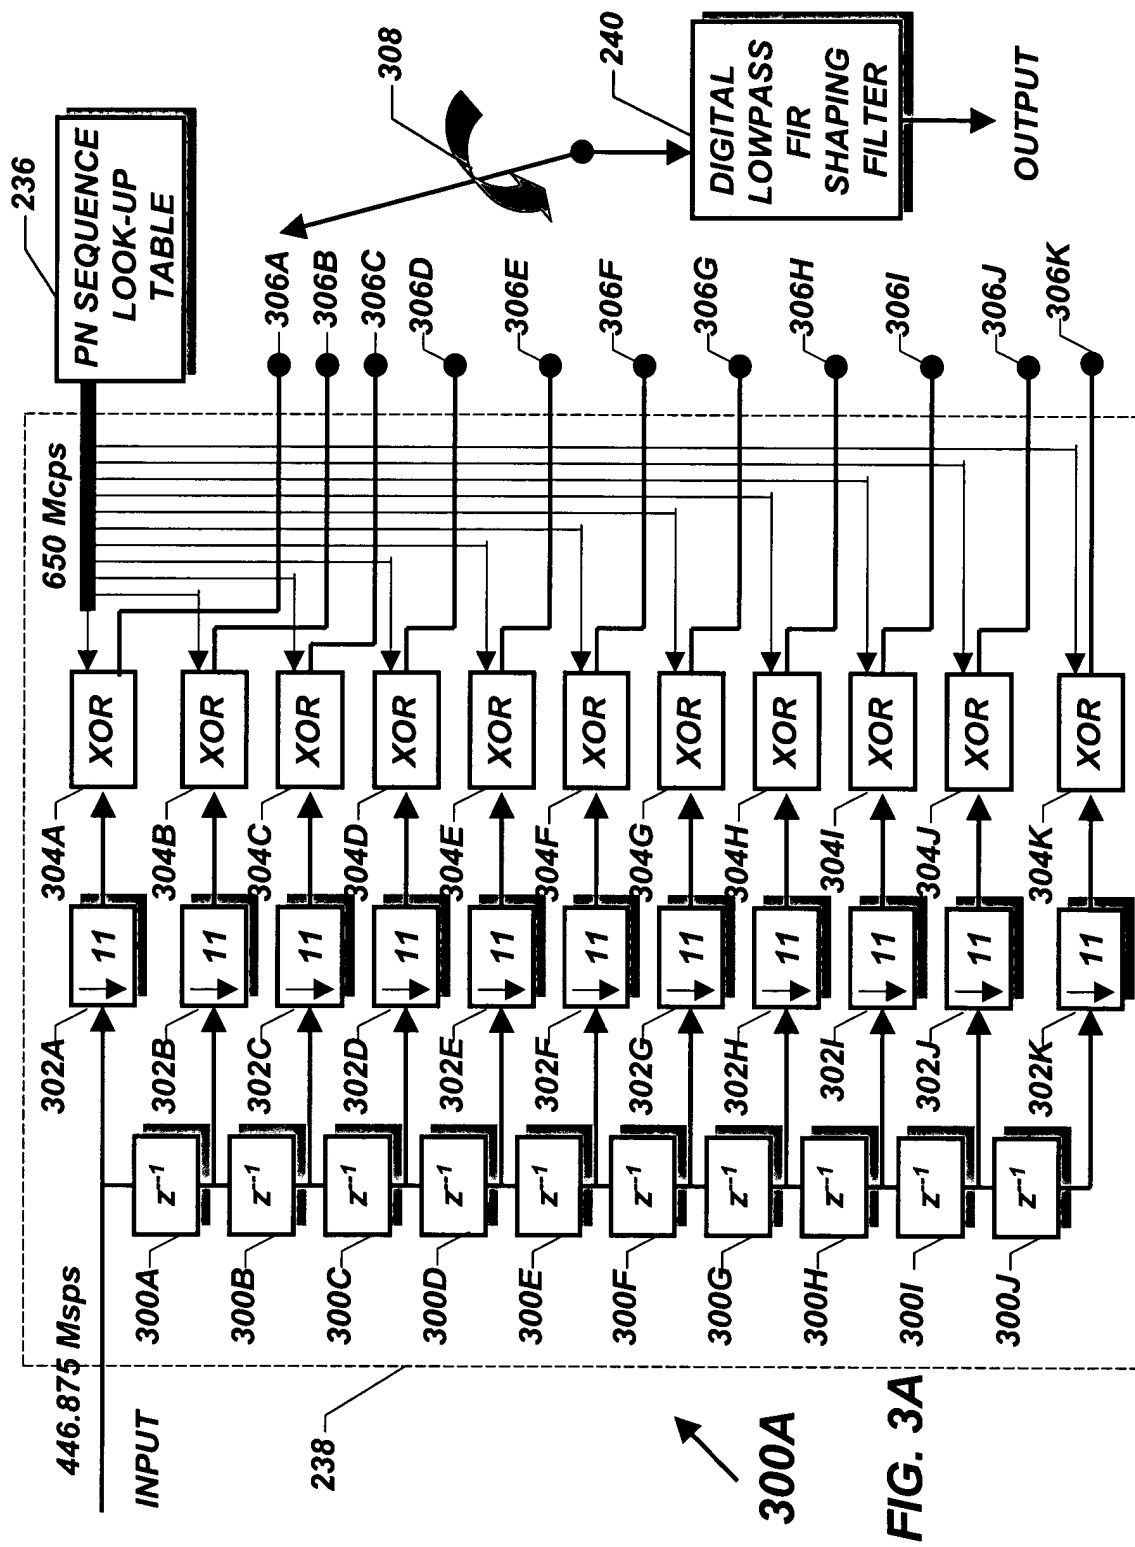 446.875 Msps
INPUT
238
650 Mcps
236
PN SEQUENCE
LOOK-UP
TABLE
300A
300B
300C
300D
300E
300F
300G
300H
300I
300J
z⁻¹
z⁻¹
z⁻¹
z⁻¹
z⁻¹
z⁻¹
z⁻¹
z⁻¹
z⁻¹
z⁻¹
302A
302B
302C
302D
302E
302F
302G
302H
302I
302J
302K
↓ 11
↓ 11
↓ 11
↓ 11
↓ 11
↓ 11
↓ 11
↓ 11
↓ 11
↓ 11
↓ 11
304A
304B
304C
304D
304E
304F
304G
304H
304I
304J
304K
XOR
XOR
XOR
XOR
XOR
XOR
XOR
XOR
XOR
XOR
XOR
306A
306B
306C
306D
306E
306F
306G
306H
306I
306J
306K
308
240
DIGITAL
LOWPASS
FIR
SHAPING
FILTER
OUTPUT
300A
FIG. 3A